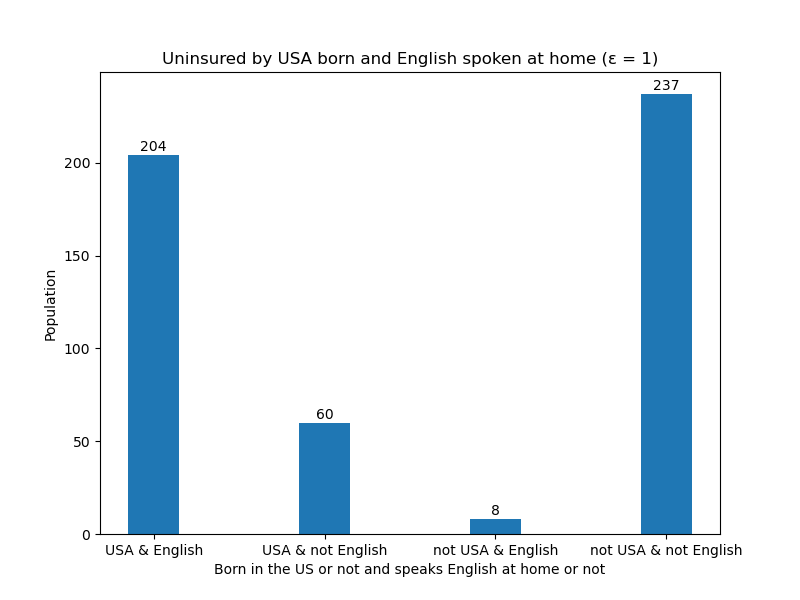 Uninsured by USA born and English spoken at home (ε = 1)
237
204
200
150
Population
100
60
50
8
0
USA & English USA & not English not USA & English not USA & not English
Born in the US or not and speaks English at home or not